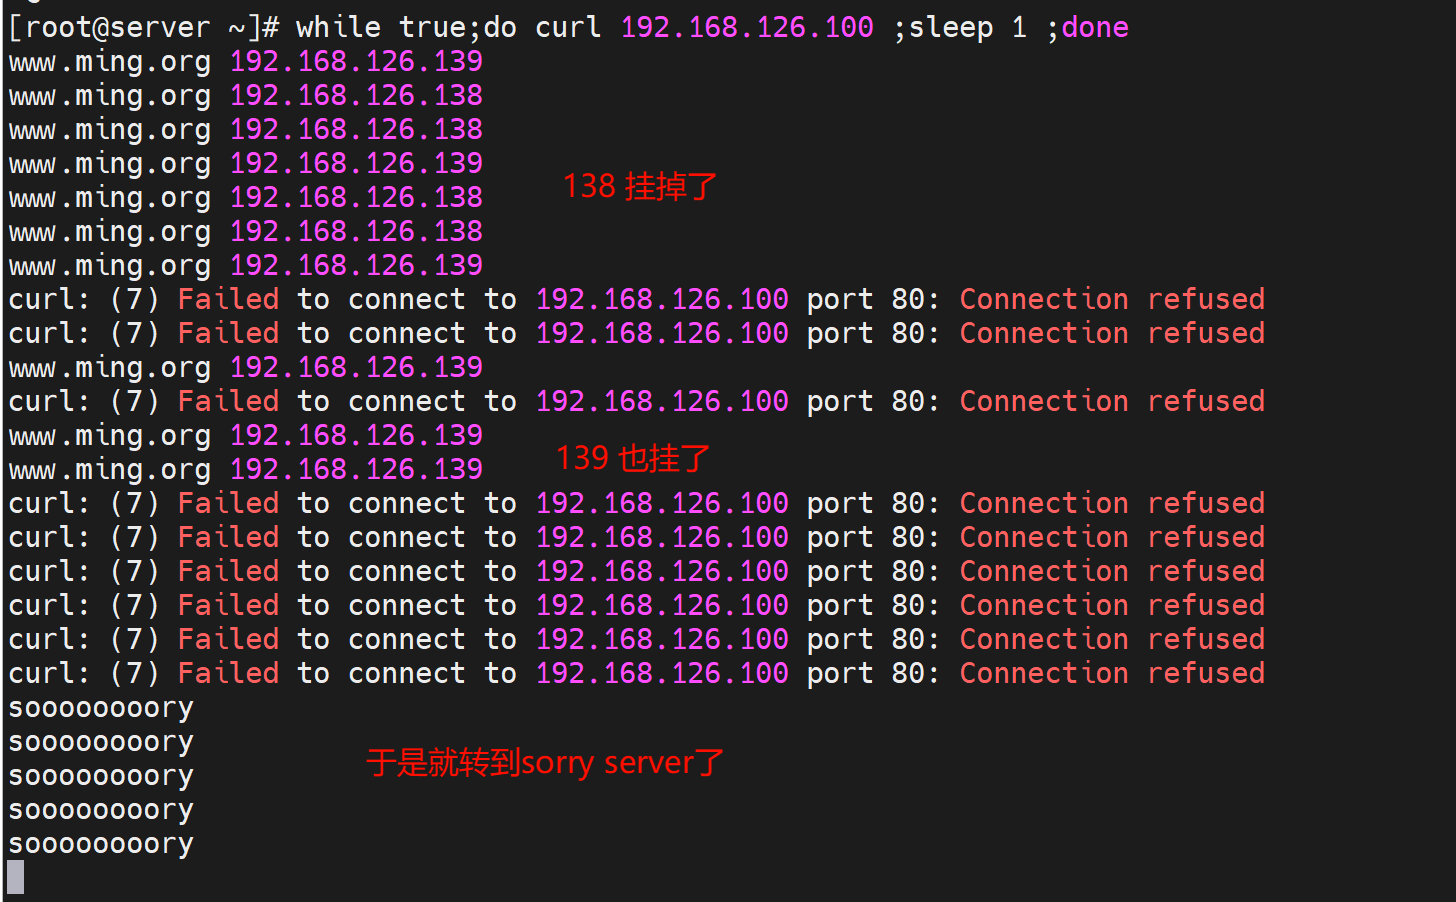 [root@server ~]# while true;do curl 192.168.126.100 ;sleep 1 ;done
www.ming.org 192.168.126.139
www.ming.org 192.168.126.138
www.ming.org 192.168.126.138
www.ming.org 192.168.126.139
138 挂掉了
www.ming.org 192.168.126.138
www.ming.org 192.168.126.138
www.ming.org 192.168.126.139
curl: (7) Failed to connect to 192.168.126.100 port 80: Connection refused
curl: (7) Failed to connect to 192.168.126.100 port 80: Connection refused
www.ming.org 192.168.126.139
curl: (7) Failed to connect to 192.168.126.100 port 80: Connection refused
www.ming.org 192.168.126.139
139 也挂了
www.ming.org 192.168.126.139
curl: (7) Failed to connect to 192.168.126.100 port 80: Connection refused
curl: (7) Failed to connect to 192.168.126.100 port 80: Connection refused
curl: (7) Failed to connect to 192.168.126.100 port 80: Connection refused
curl: (7) Failed to connect to 192.168.126.100 port 80: Connection refused
curl: (7) Failed to connect to 192.168.126.100 port 80: Connection refused
curl: (7) Failed to connect to 192.168.126.100 port 80: Connection refused
soooooooory
soooooooory
于是就转到sorry server了
soooooooory
soooooooory
soooooooory